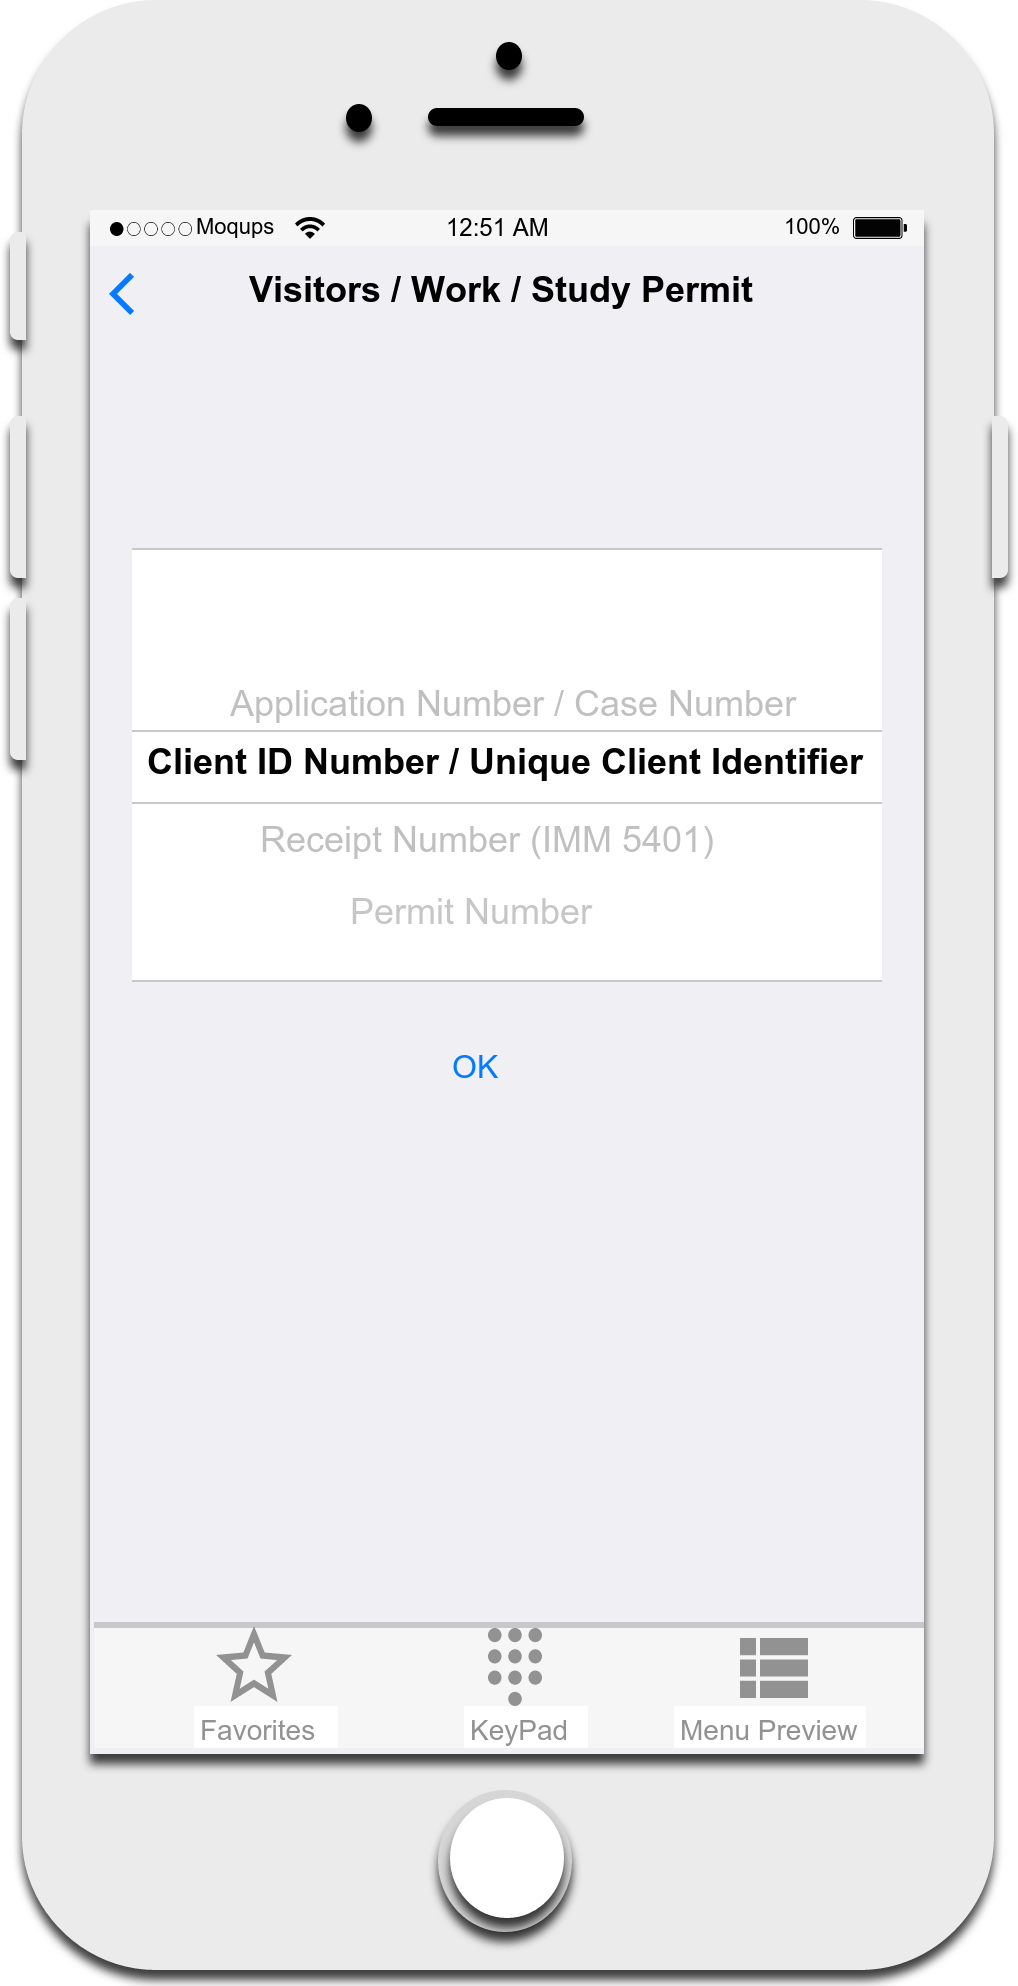 Moqups 12:51 AM 100%
Visitors / Work / Study Permit
Application Number / Case Number
Client ID Number / Unique Client Identifier
Receipt Number (IMM 5401)
Permit Number
OK
Favorites KeyPad Menu Preview